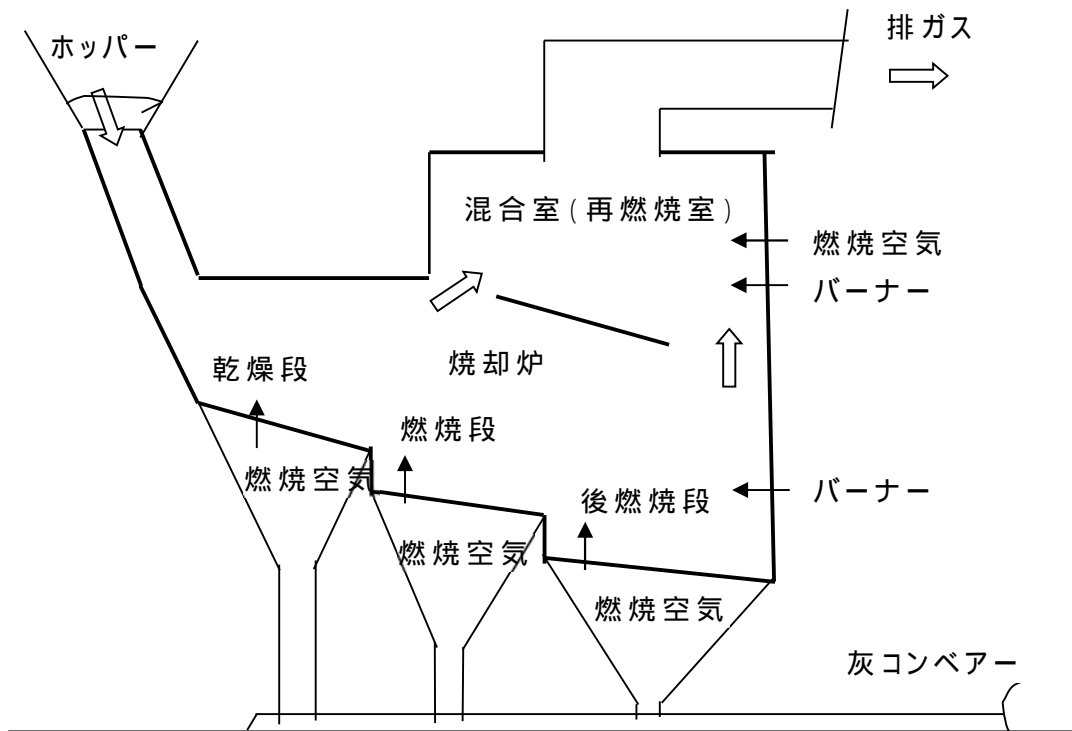 排ガス
ホッパー
混合室(再燃焼室)
燃焼空気
バーナー
焼却炉
乾燥段
燃焼段
燃焼空気
後燃焼段
バーナー
燃焼空気
燃焼空気
灰コンベアー